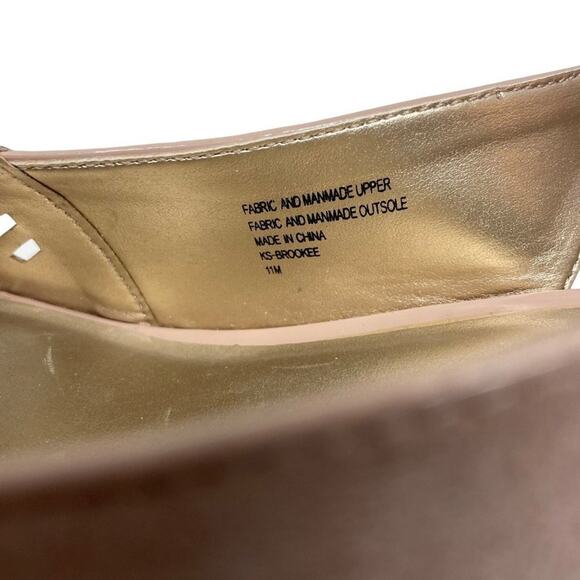 FABRIC AND MANMADE UPPER
FABRIC AND MANMADE OUTSOLE
MADE IN CHINA
KS-BROOKEE
11M